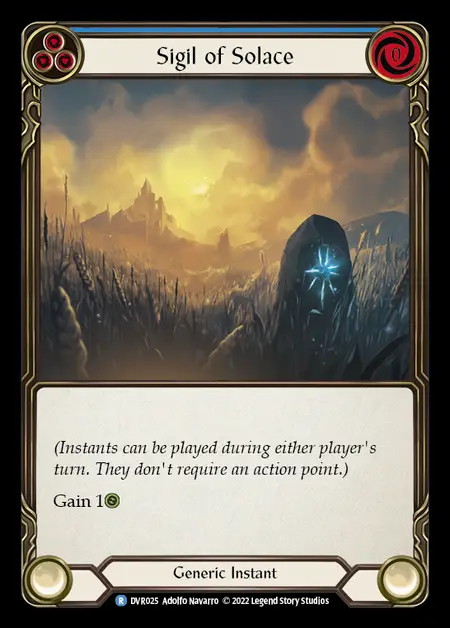 Sigil of Solace
0
(Instants can be played during either player's
turn. They don't require an action point.)
Gain 1
Generic Instant
R DVR025 Adolfo Navarro © 2022 Legend Story Studios